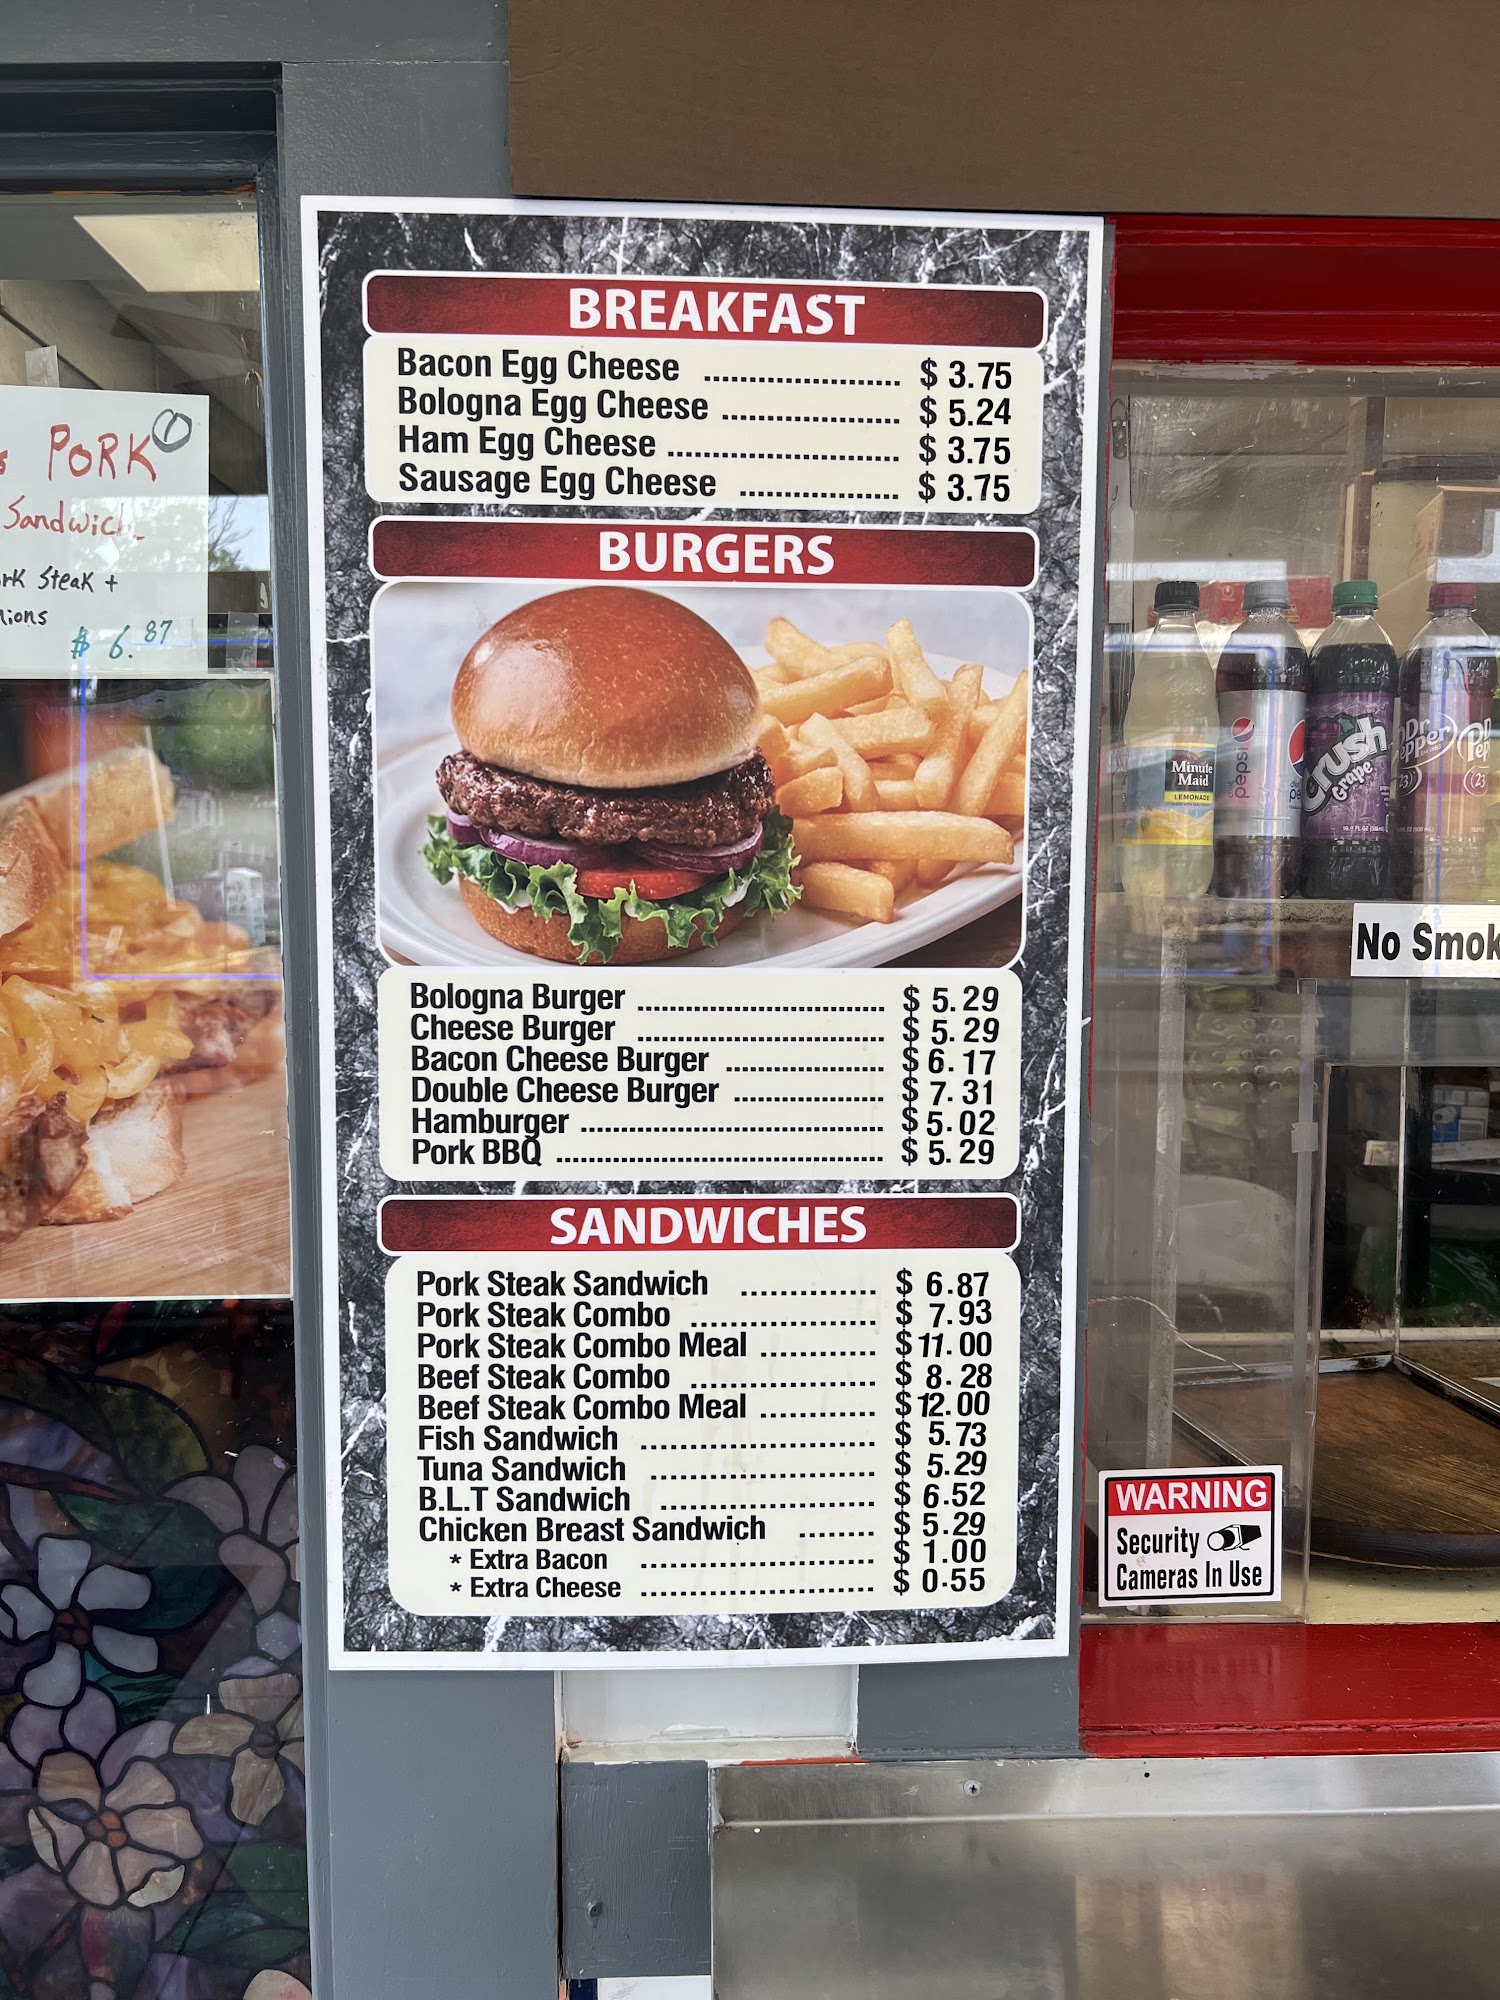 PORK
Sandwich
Steak +
$ 6.87
BREAKFAST
Bacon Egg Cheese ........................ $ 3.75
Bologna Egg Cheese ...................... $ 5.24
Ham Egg Cheese ............................ $ 3.75
Sausage Egg Cheese .................... $ 3.75
BURGERS
Bologna Burger ............................... $ 5.29
Cheese Burger ............................... $ 5.29
Bacon Cheese Burger .................... $ 6.17
Double Cheese Burger ................... $ 7.31
Hamburger ...................................... $ 5.02
Pork BBQ ......................................... $ 5.29
SANDWICHES
Pork Steak Sandwich ................. $ 6.87
Pork Steak Combo ....................... $ 7.93
Pork Steak Combo Meal .............. $ 11.00
Beef Steak Combo ....................... $ 8.28
Beef Steak Combo Meal .............. $ 12.00
Fish Sandwich ............................. $ 5.73
Tuna Sandwich ............................ $ 5.29
B.L.T Sandwich ........................... $ 6.52
Chicken Breast Sandwich ......... $ 5.29
* Extra Bacon ............................. $ 1.00
* Extra Cheese ............................ $ 0.55
Minute
Maid
LEMONADE
pepsi
Crush
Grape
Dr
Pepper
23
No Smok
WARNING
Security
Cameras In Use